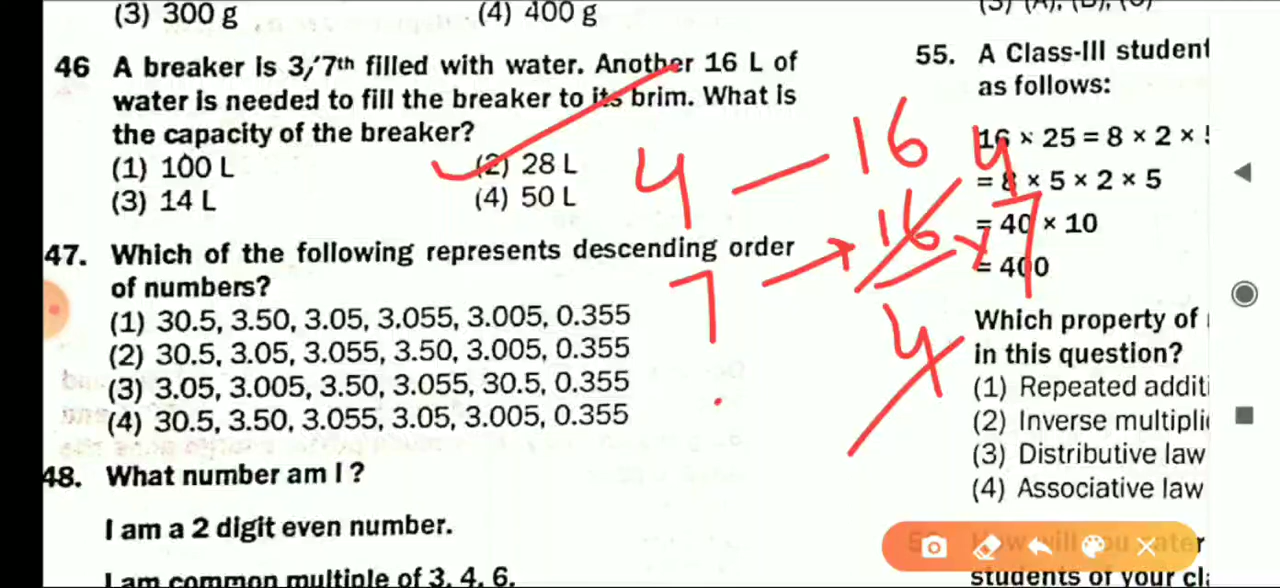 (3) 300 g (4) 400 g
46 A breaker is 3/7th filled with water. Another 16 L of
water is needed to fill the breaker to its brim. What is
the capacity of the breaker?
(1) 100 L (2) 28 L
(3) 14 L (4) 50 L
47. Which of the following represents descending order
of numbers?
(1) 30.5, 3.50, 3.05, 3.055, 3.005, 0.355
(2) 30.5, 3.05, 3.055, 3.50, 3.005, 0.355
(3) 3.05, 3.005, 3.50, 3.055, 30.5, 0.355
(4) 30.5, 3.50, 3.055, 3.05, 3.005, 0.355
48. What number am I ?
I am a 2 digit even number.
I am common multiple of 3, 4, 6.
4 — 16
7 → 16 × 7
4
4
(3) (A), (B), (C)
55. A Class-III student
as follows:
16 × 25 = 8 × 2 ×
= 8 × 5 × 2 × 5
= 40 × 10
= 400
Which property of
in this question?
(1) Repeated additi
(2) Inverse multipli
(3) Distributive law
(4) Associative law
How will you cater
students of your